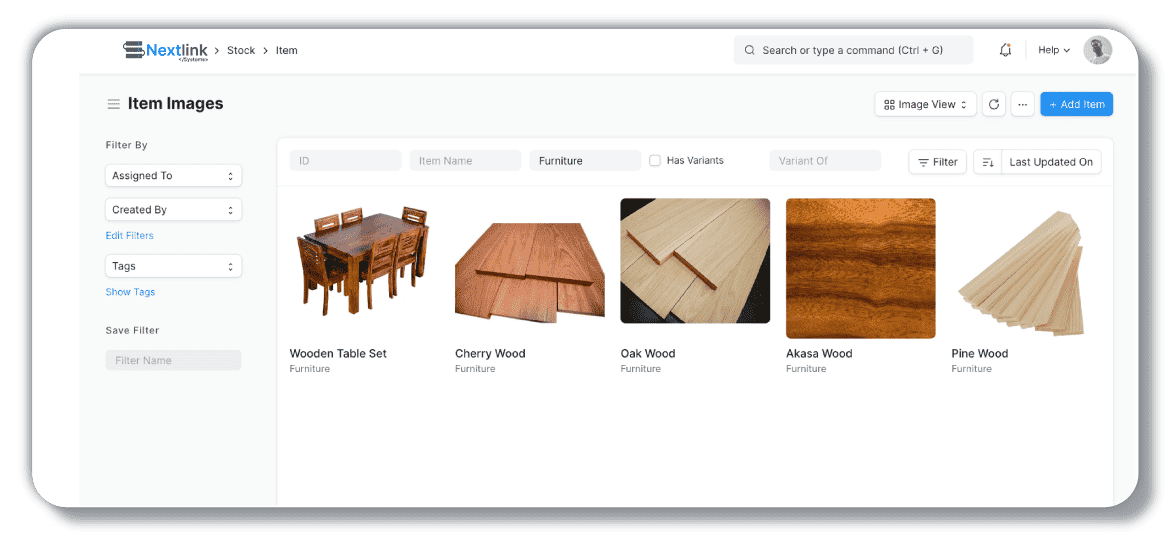 Nextlink > Stock > Item
</Systems>
Search or type a command (Ctrl + G)
Help
Item Images
Image View
...
+ Add Item
Filter By
Assigned To
Created By
Edit Filters
Tags
Show Tags
Save Filter
Filter Name
ID
Item Name
Furniture
Has Variants
Variant Of
Filter
Last Updated On
Wooden Table Set
Furniture
Cherry Wood
Furniture
Oak Wood
Furniture
Akasa Wood
Furniture
Pine Wood
Furniture